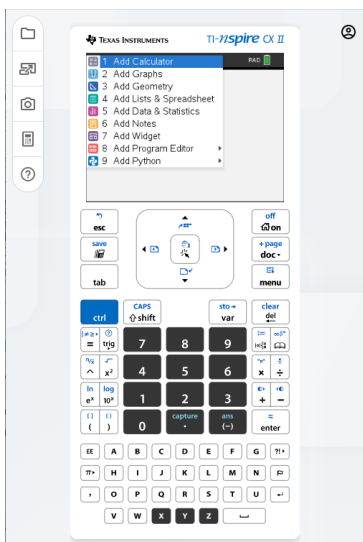 TEXAS INSTRUMENTS TI-nspire CX II
RAD
1 Add Calculator
2 Add Graphs
3 Add Geometry
4 Add Lists & Spreadsheet
5 Add Data & Statistics
6 Add Notes
7 Add Widget
8 Add Program Editor
9 Add Python
esc
off
on
save
+page
doc
tab
menu
ctrl
CAPS
shift
sto→
var
clear
del
= trig 7 8 9
^ x² 4 5 6 × ÷
ln log
eˣ 10ˣ 1 2 3 + −
{ } ( )
( ) 0
capture
.
ans
(−)
≈
enter
EE A B C D E F G ?!
π H I J K L M N
, O P Q R S T U
V W X Y Z